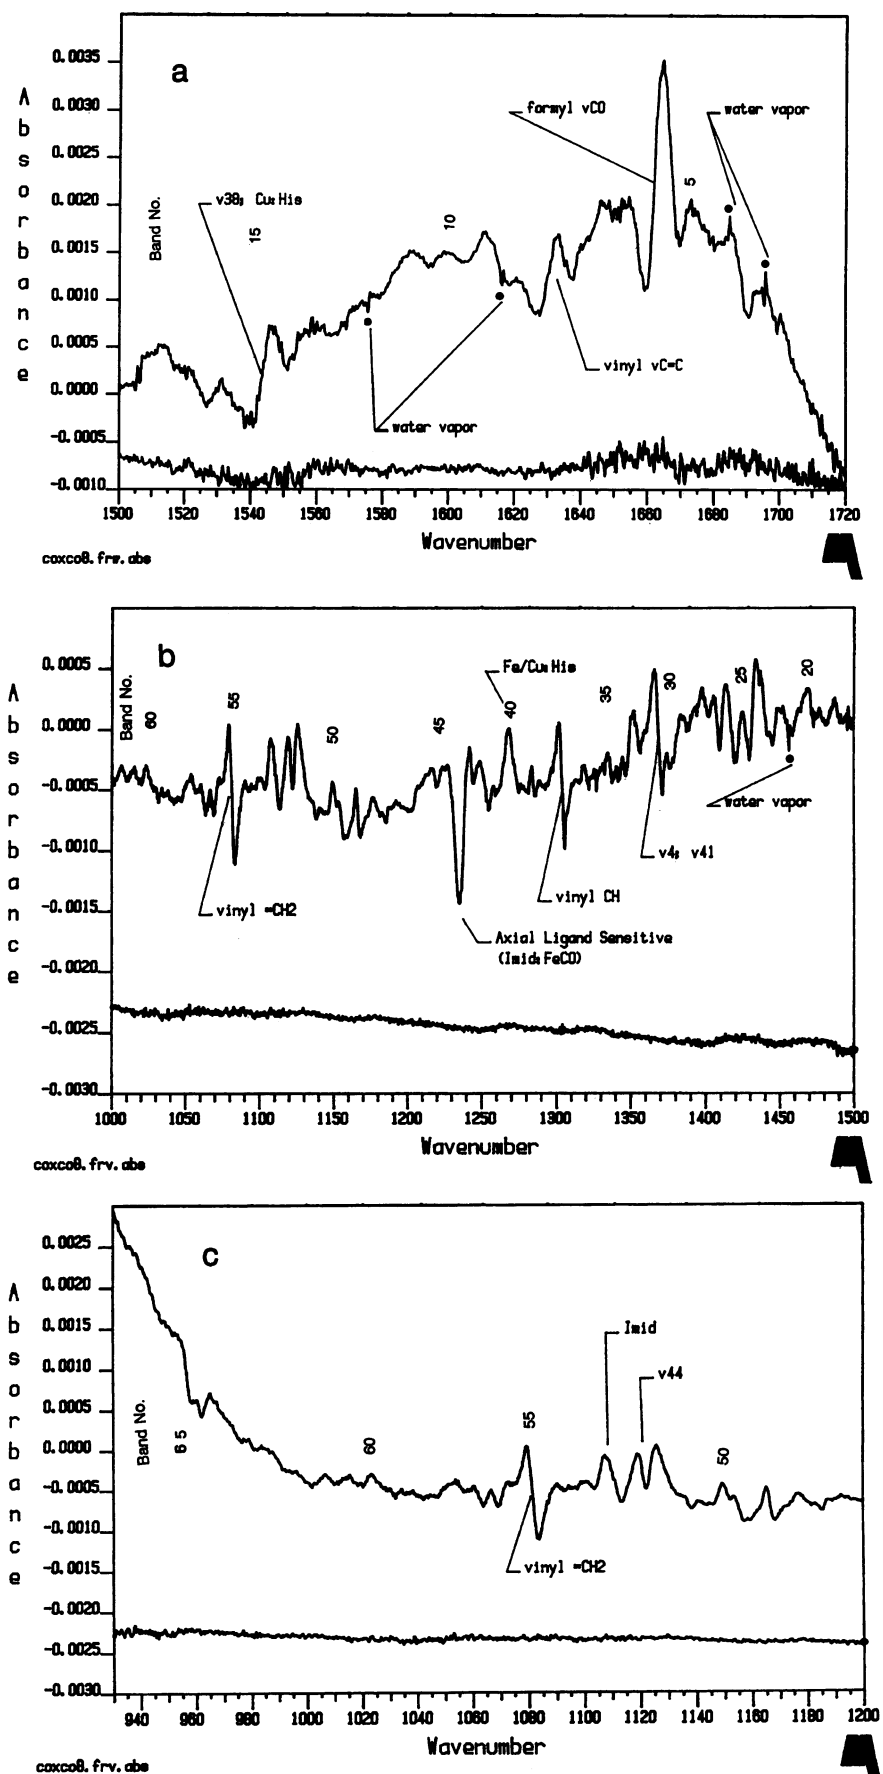 a
Absorbance
0.0035
0.0030
0.0025
0.0020
0.0015
0.0010
0.0005
0.0000
-0.0005
-0.0010
Band No.
15
10
5
ν38; Cu:His
formyl νCO
water vapor
vinyl νC=C
water vapor
1500 1520 1540 1560 1580 1600 1620 1640 1660 1680 1700 1720
Wavenumber
coxco8.frw.abs
b
Absorbance
0.0005
0.0000
-0.0005
-0.0010
-0.0015
-0.0020
-0.0025
-0.0030
Band No.
60
55
50
45
40
35
30
25
20
Fe/Cu:His
water vapor
ν4; ν41
vinyl CH
vinyl =CH2
Axial Ligand Sensitive
(Imid:FeCO)
1000 1050 1100 1150 1200 1250 1300 1350 1400 1450 1500
Wavenumber
coxco8.frv.abs
c
Absorbance
0.0025
0.0020
0.0015
0.0010
0.0005
0.0000
-0.0005
-0.0010
-0.0015
-0.0020
-0.0025
-0.0030
Band No.
65
60
55
50
Imid
ν44
vinyl =CH2
940 960 980 1000 1020 1040 1060 1080 1100 1120 1140 1160 1180 1200
Wavenumber
coxco8.frv.abs